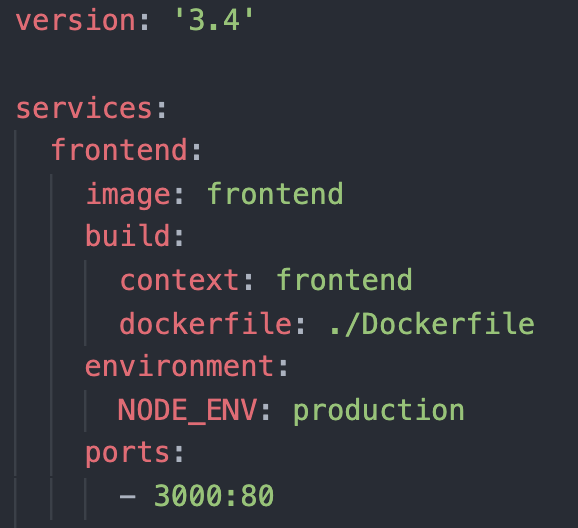 version: '3.4'
services:
frontend:
image: frontend
build:
context: frontend
dockerfile: ./Dockerfile
environment:
NODE_ENV: production
ports:
- 3000:80